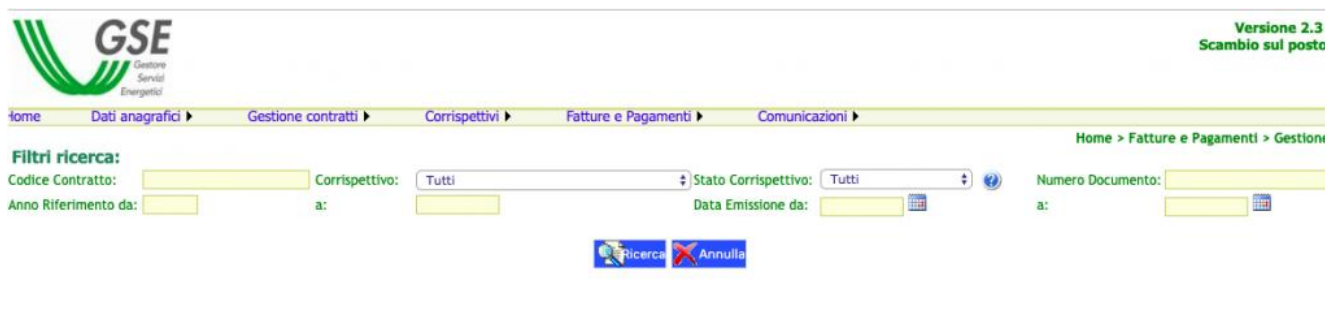 GSE
Gestore
Servizi
Energetici
Versione 2.3
Scambio sul posto
Home Dati anagrafici Gestione contratti Corrispettivi Fatture e Pagamenti Comunicazioni
Home > Fatture e Pagamenti > Gestione
Filtri ricerca:
Codice Contratto: Corrispettivo: Tutti Stato Corrispettivo: Tutti ? Numero Documento:
Anno Riferimento da: a: Data Emissione da: a:
Ricerca Annulla